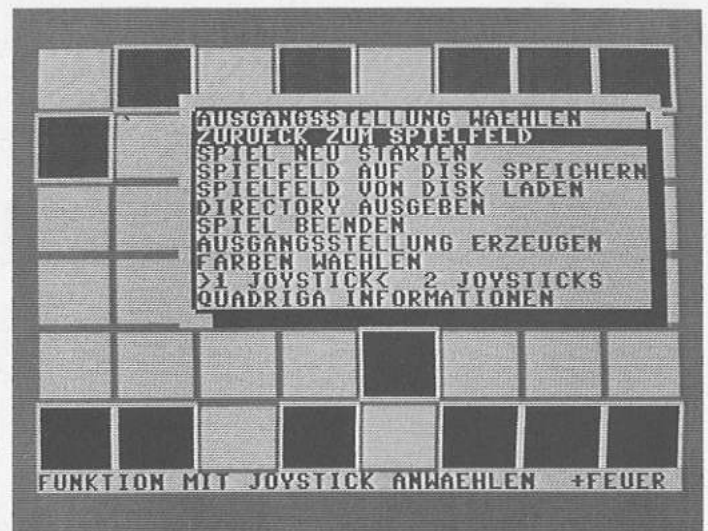 AUSGANGSSTELLUNG WAEHLEN
ZURUECK ZUM SPIELFELD
SPIEL NEU STARTEN
SPIELFELD AUF DISK SPEICHERN
SPIELFELD VON DISK LADEN
DIRECTORY AUSGEBEN
SPIEL BEENDEN
AUSGANGSSTELLUNG ERZEUGEN
FARBEN WAEHLEN
>1 JOYSTICK< 2 JOYSTICKS
QUADRIGA INFORMATIONEN
FUNKTION MIT JOYSTICK ANWAEHLEN +FEUER